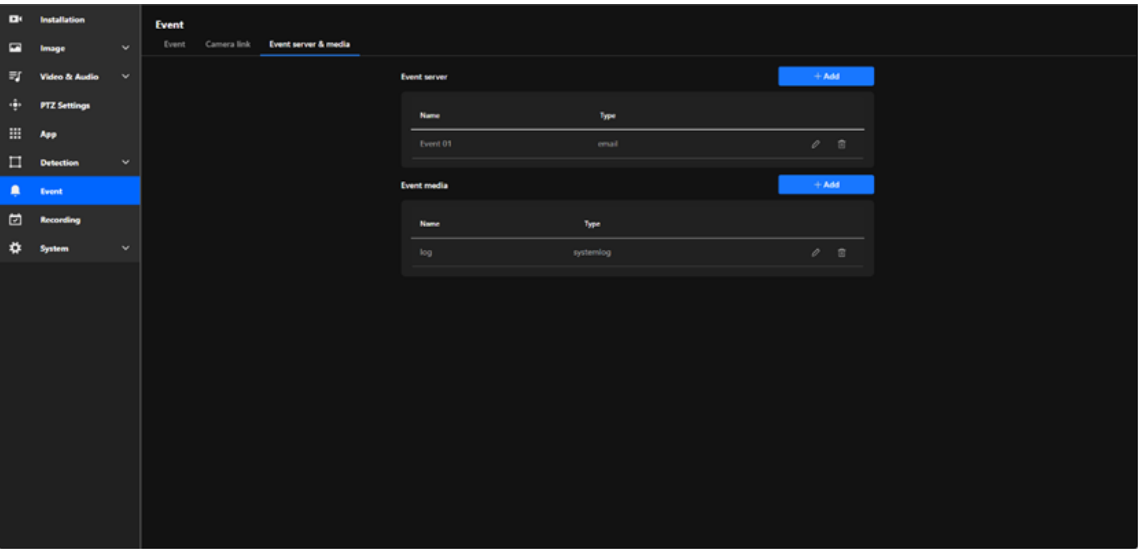 Installation
Image
Video & Audio
PTZ Settings
App
Detection
Event
Recording
System
Event
Event Camera link Event server & media
Event server + Add
Name Type
Event 01 email
Event media + Add
Name Type
log systemlog